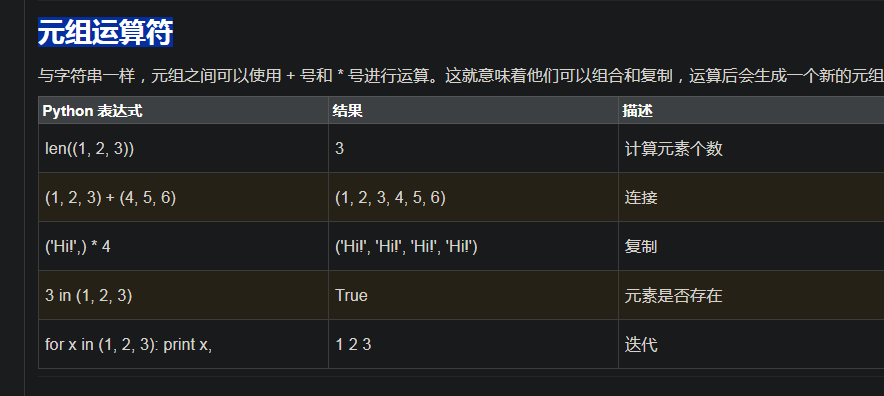 元组运算符
与字符串一样，元组之间可以使用 + 号和 * 号进行运算。这就意味着他们可以组合和复制，运算后会生成一个新的元组
Python 表达式 结果 描述
len((1, 2, 3)) 3 计算元素个数
(1, 2, 3) + (4, 5, 6) (1, 2, 3, 4, 5, 6) 连接
('Hi!',) * 4 ('Hi!', 'Hi!', 'Hi!', 'Hi!') 复制
3 in (1, 2, 3) True 元素是否存在
for x in (1, 2, 3): print x, 1 2 3 迭代